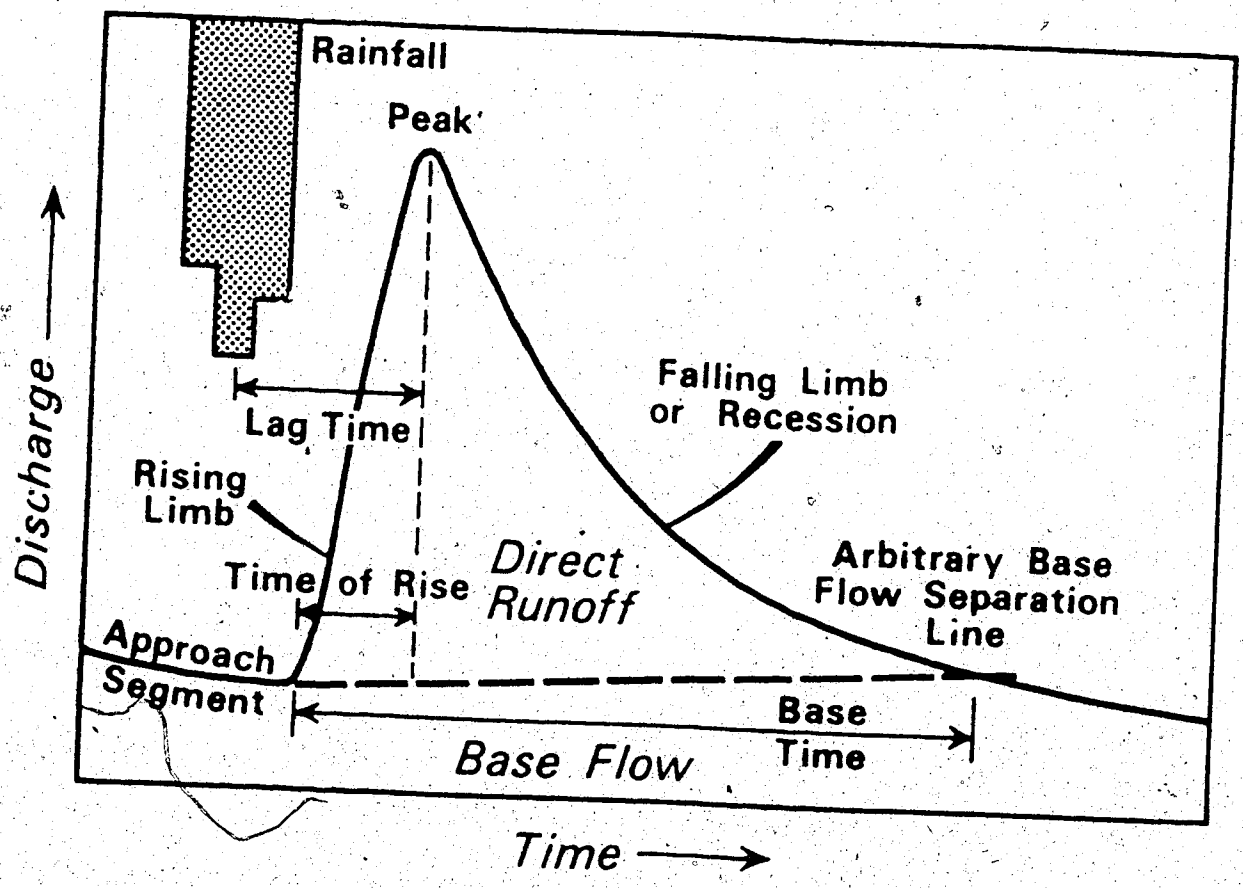 Rainfall
Peak
Discharge
Lag Time
Falling Limb
or Recession
Rising
Limb
Time of Rise
Direct
Runoff
Arbitrary Base
Flow Separation
Line
Approach
Segment
Base
Time
Base Flow
Time